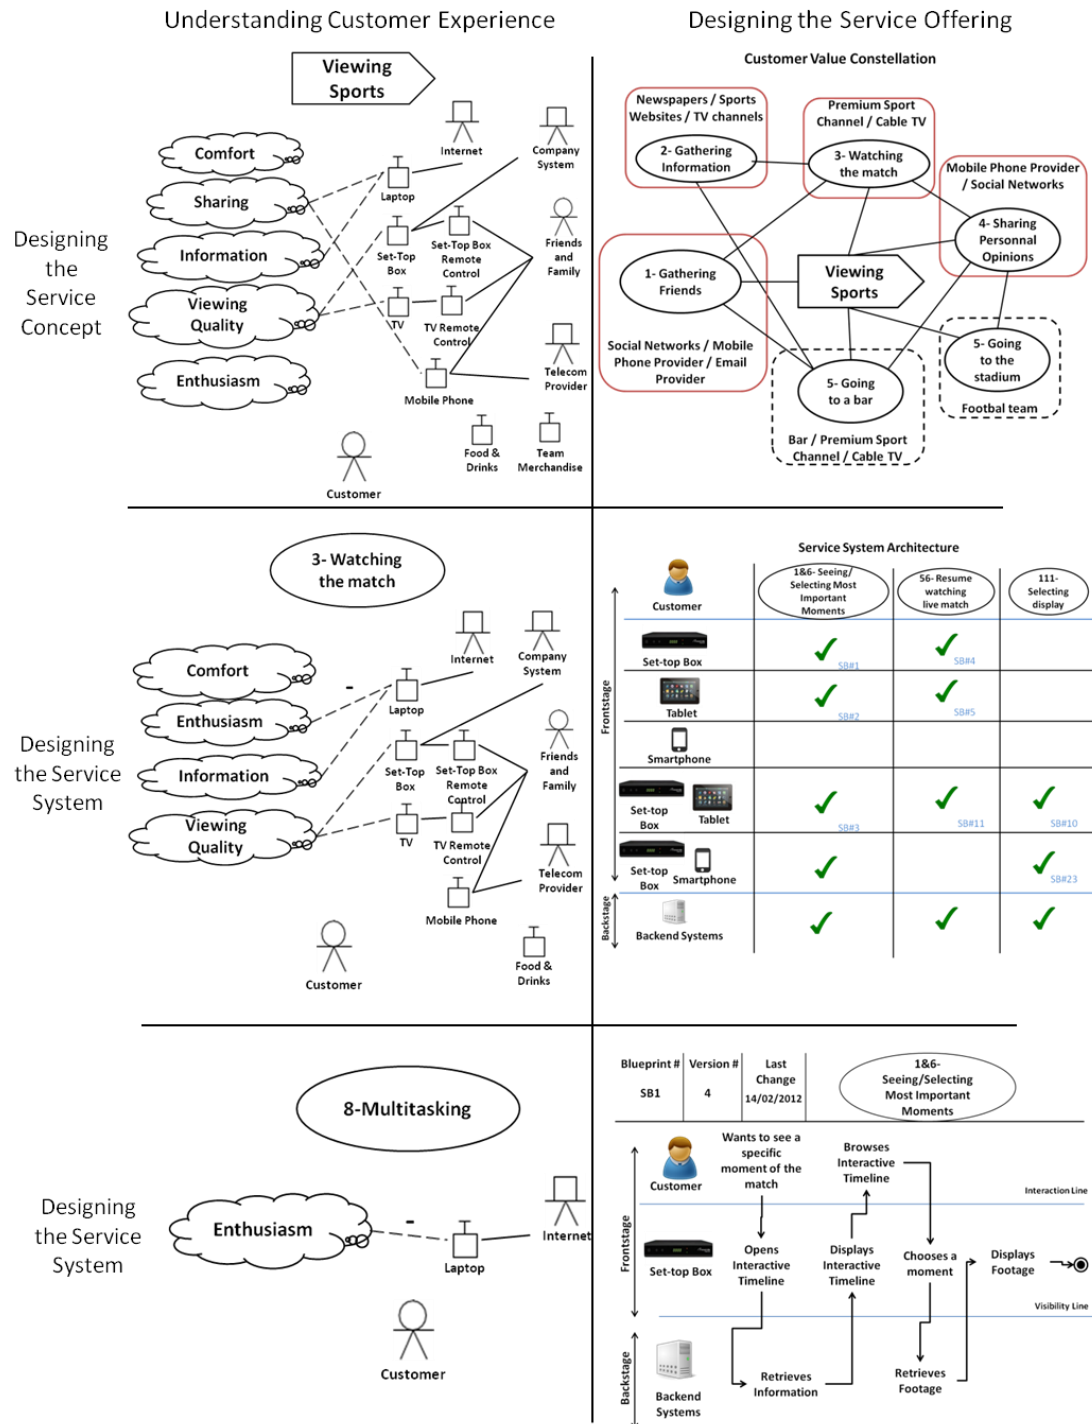 Understanding Customer Experience
Designing the Service Offering
Designing
the
Service
Concept
Viewing
Sports
Comfort
Sharing
Information
Viewing
Quality
Enthusiasm
Internet
Company
System
Laptop
Set-Top
Box
Set-Top Box
Remote
Control
Friends
and
Family
TV
TV Remote
Control
Telecom
Provider
Mobile Phone
Food &
Drinks
Team
Merchandise
Customer
Customer Value Constellation
Newspapers / Sports
Websites / TV channels
2- Gathering
Information
Premium Sport
Channel / Cable TV
3- Watching
the match
Mobile Phone Provider
/ Social Networks
4- Sharing
Personnal
Opinions
1- Gathering
Friends
Viewing
Sports
Social Networks / Mobile
Phone Provider / Email
Provider
5- Going
to a bar
Bar / Premium Sport
Channel / Cable TV
5- Going
to the
stadium
Footbal team
Designing
the Service
System
3- Watching
the match
Comfort
Enthusiasm
Information
Viewing
Quality
-
Internet
Company
System
Laptop
Set-Top
Box
Set-Top Box
Remote
Control
Friends
and
Family
TV
TV Remote
Control
Telecom
Provider
Mobile Phone
Food &
Drinks
Customer
Service System Architecture
Customer
1&6- Seeing/
Selecting Most
Important
Moments
56- Resume
watching
live match
111-
Selecting
display
Frontstage
Set-top Box
SB#1
SB#4
Tablet
SB#2
SB#5
Smartphone
Set-top
Box
Tablet
SB#3
SB#11
SB#10
Set-top
Box
Smartphone
SB#23
Backstage
Backend Systems
Designing
the Service
System
8-Multitasking
Enthusiasm
-
Laptop
Internet
Customer
Blueprint #
SB1
Version #
4
Last
Change
14/02/2012
1&6-
Seeing/Selecting
Most Important
Moments
Frontstage
Customer
Wants to see a
specific
moment of the
match
Browses
Interactive
Timeline
Interaction Line
Set-top Box
Opens
Interactive
Timeline
Displays
Interactive
Timeline
Chooses a
moment
Displays
Footage
Visibility Line
Backstage
Backend
Systems
Retrieves
Information
Retrieves
Footage